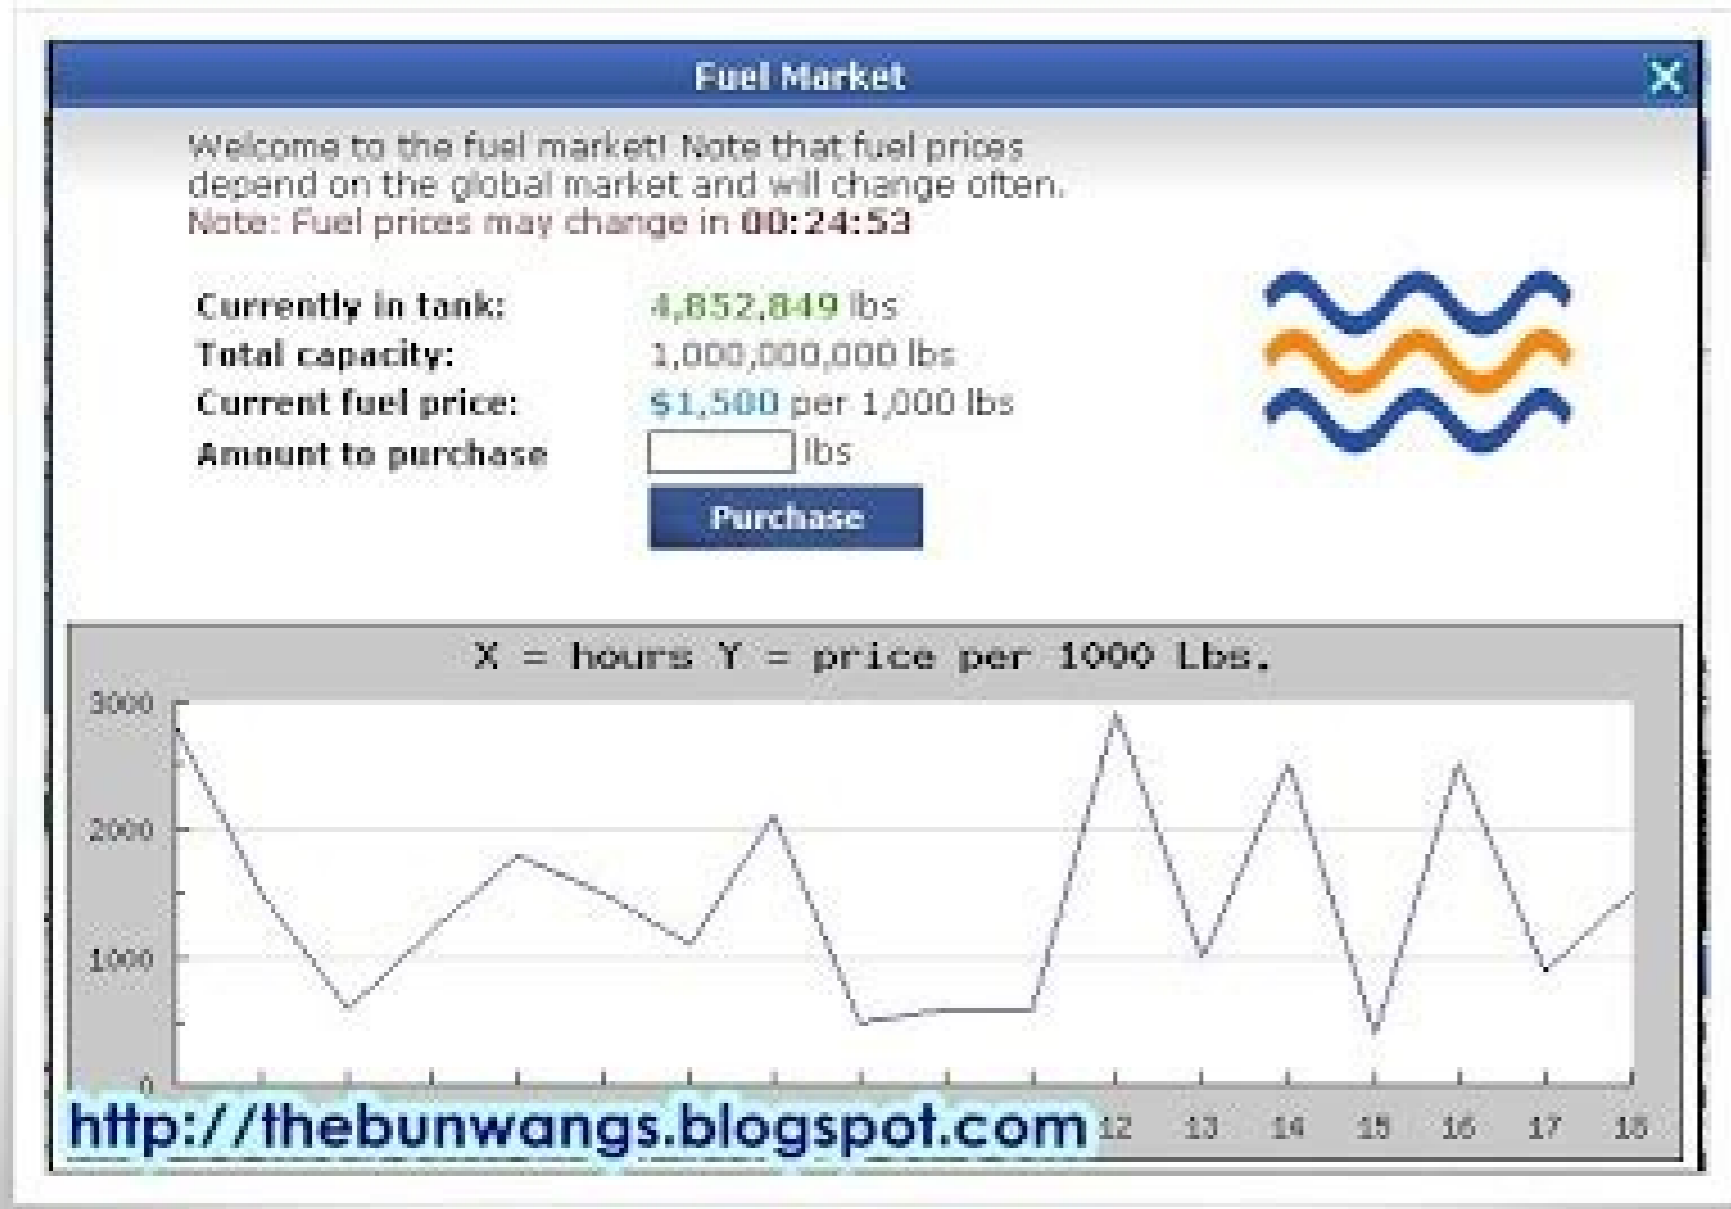 Fuel Market X
Welcome to the fuel market! Note that fuel prices
depend on the global market and will change often.
Note: Fuel prices may change in 00:24:53
Currently in tank: 4,852,849 lbs
Total capacity: 1,000,000,000 lbs
Current fuel price: $1,500 per 1,000 lbs
Amount to purchase lbs
Purchase
X = hours Y = price per 1000 Lbs.
3000
2000
1000
0
http://thebunwangs.blogspot.com 12 13 14 15 16 17 18